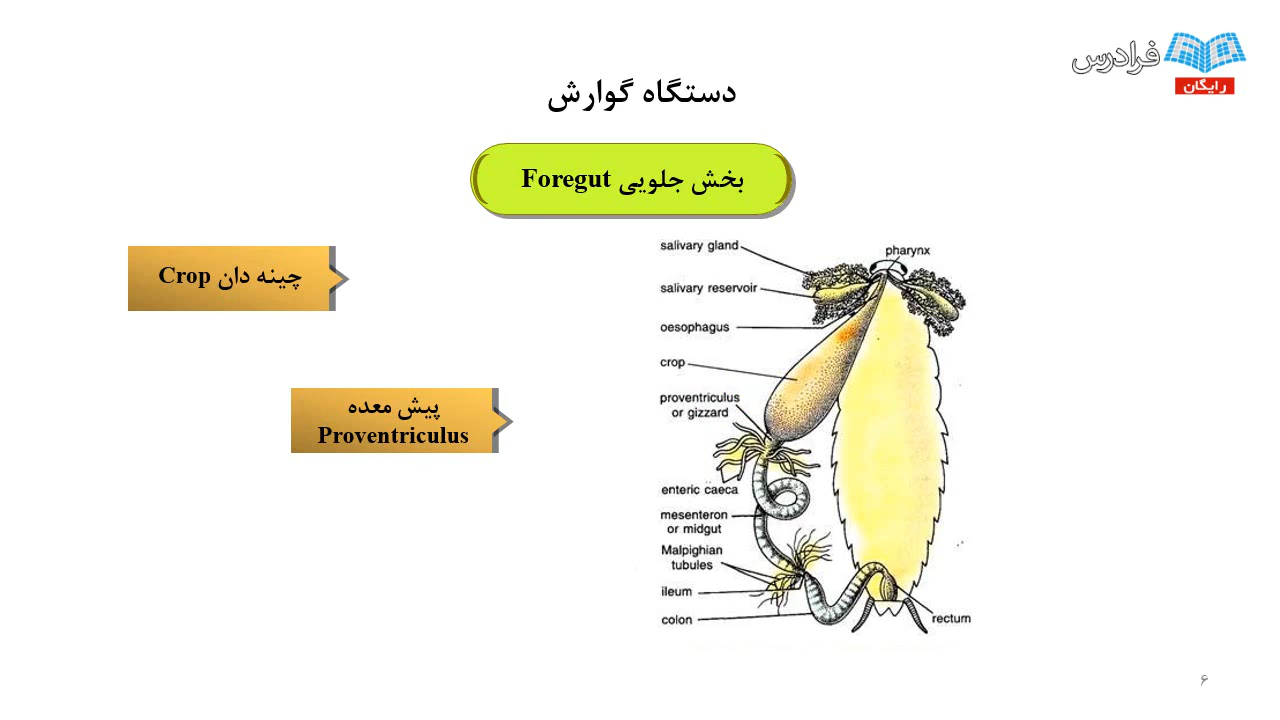 فرادرس
رایگان
دستگاه گوارش
بخش جلویی Foregut
چینه دان Crop
پیش معده
Proventriculus
salivary gland
pharynx
salivary reservoir
oesophagus
crop
proventriculus
or gizzard
enteric caeca
mesenteron
or midgut
Malpighian
tubules
ileum
colon
rectum
۶